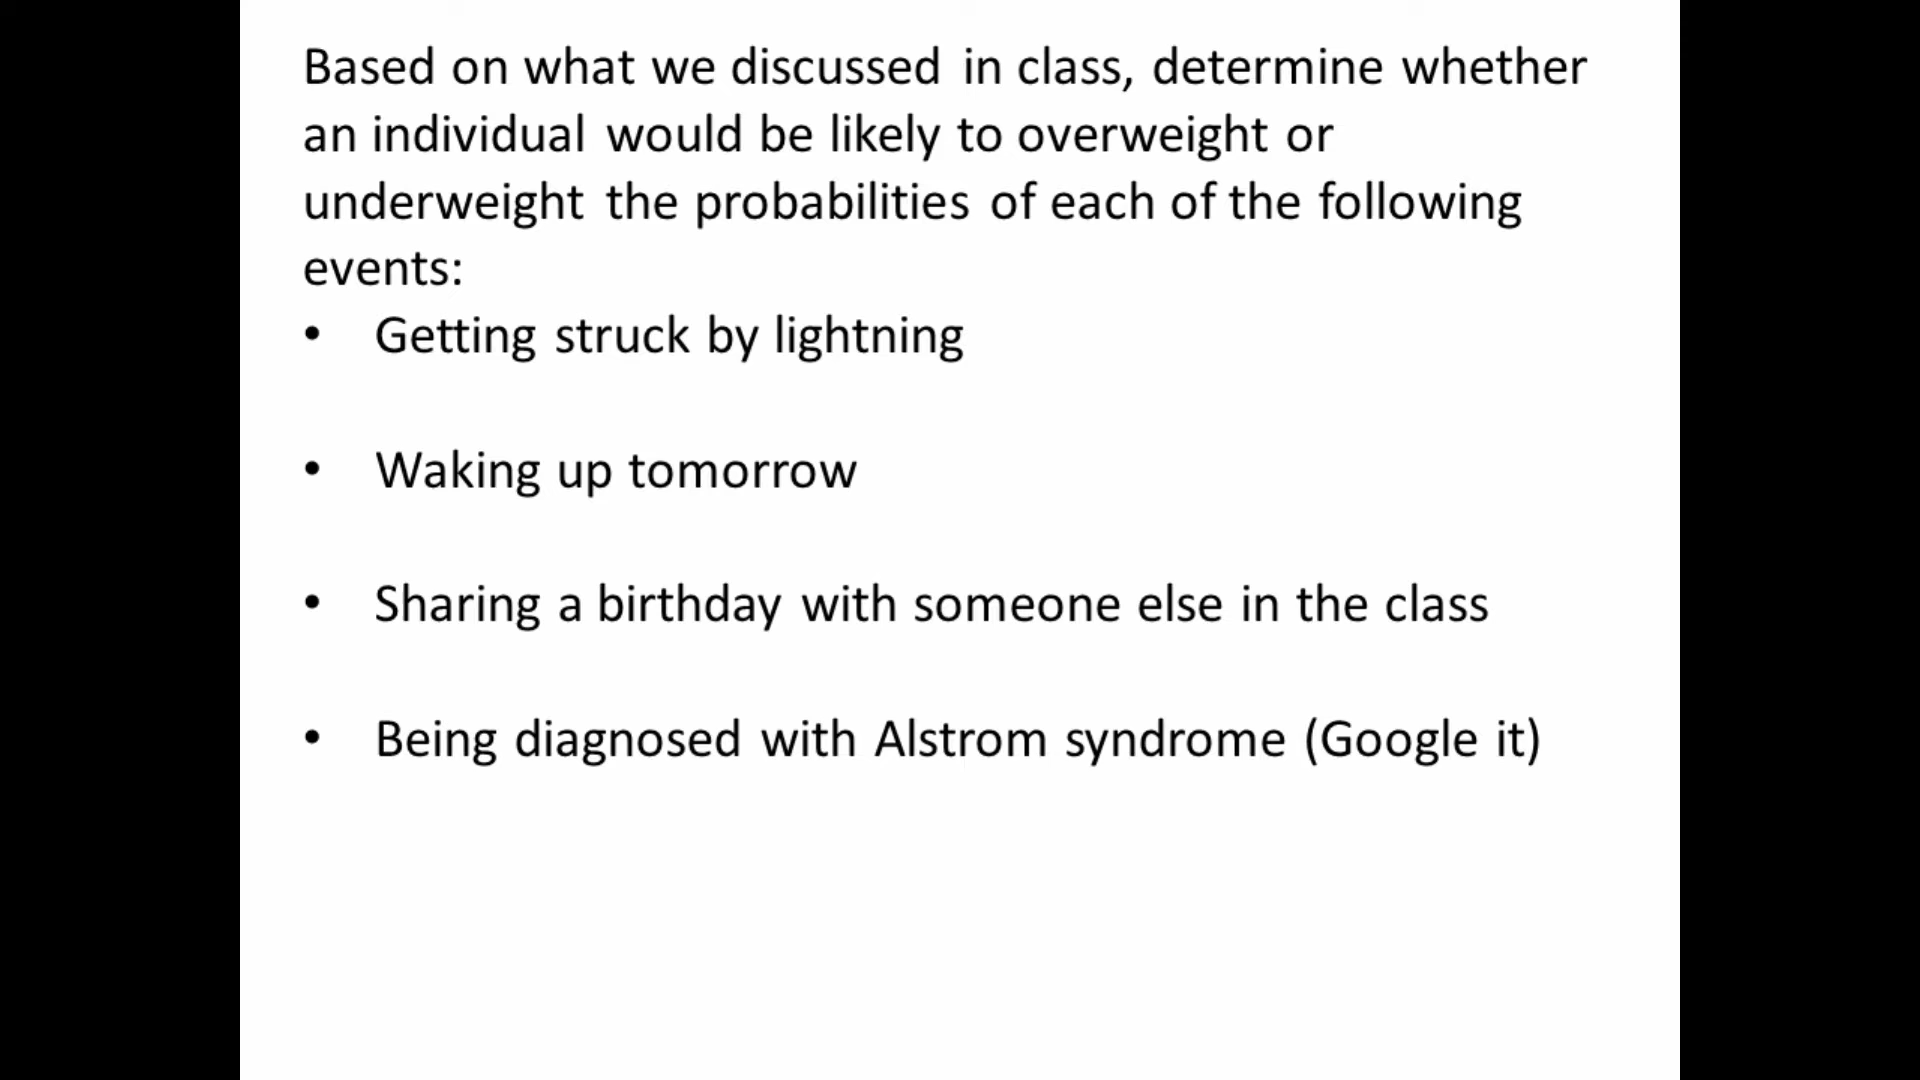 Based on what we discussed in class, determine whether
an individual would be likely to overweight or
underweight the probabilities of each of the following
events:
• Getting struck by lightning
• Waking up tomorrow
• Sharing a birthday with someone else in the class
• Being diagnosed with Alstrom syndrome (Google it)